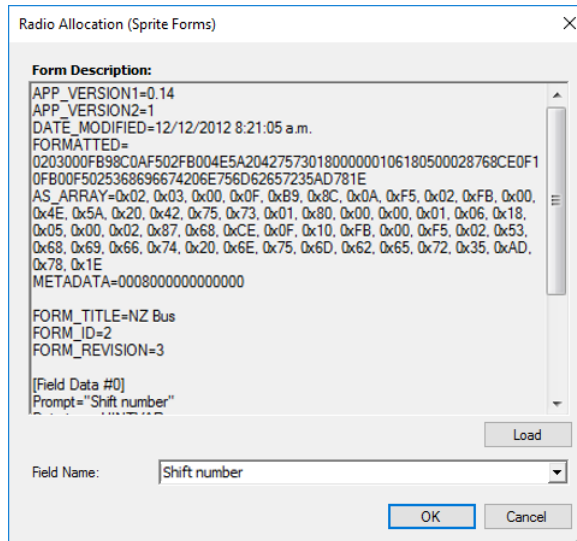 Radio Allocation (Sprite Forms)
Form Description:
APP_VERSION1=0.14
APP_VERSION2=1
DATE_MODIFIED=12/12/2012 8:21:05 a.m.
FORMATTED=
0203000FB98C0AF502FB004E5A20427573018000000106180500028768CE0F1
0FB00F5025368696674206E756D62657235AD781E
AS_ARRAY=0x02, 0x03, 0x00, 0x0F, 0xB9, 0x8C, 0x0A, 0xF5, 0x02, 0xFB, 0x00,
0x4E, 0x5A, 0x20, 0x42, 0x75, 0x73, 0x01, 0x80, 0x00, 0x00, 0x01, 0x06, 0x18,
0x05, 0x00, 0x02, 0x87, 0x68, 0xCE, 0x0F, 0x10, 0xFB, 0x00, 0xF5, 0x02, 0x53,
0x68, 0x69, 0x66, 0x74, 0x20, 0x6E, 0x75, 0x6D, 0x62, 0x65, 0x72, 0x35, 0xAD,
0x78, 0x1E
METADATA=0008000000000000
FORM_TITLE=NZ Bus
FORM_ID=2
FORM_REVISION=3
[Field Data #0]
Prompt="Shift number"
Load
Field Name:
Shift number
OK
Cancel